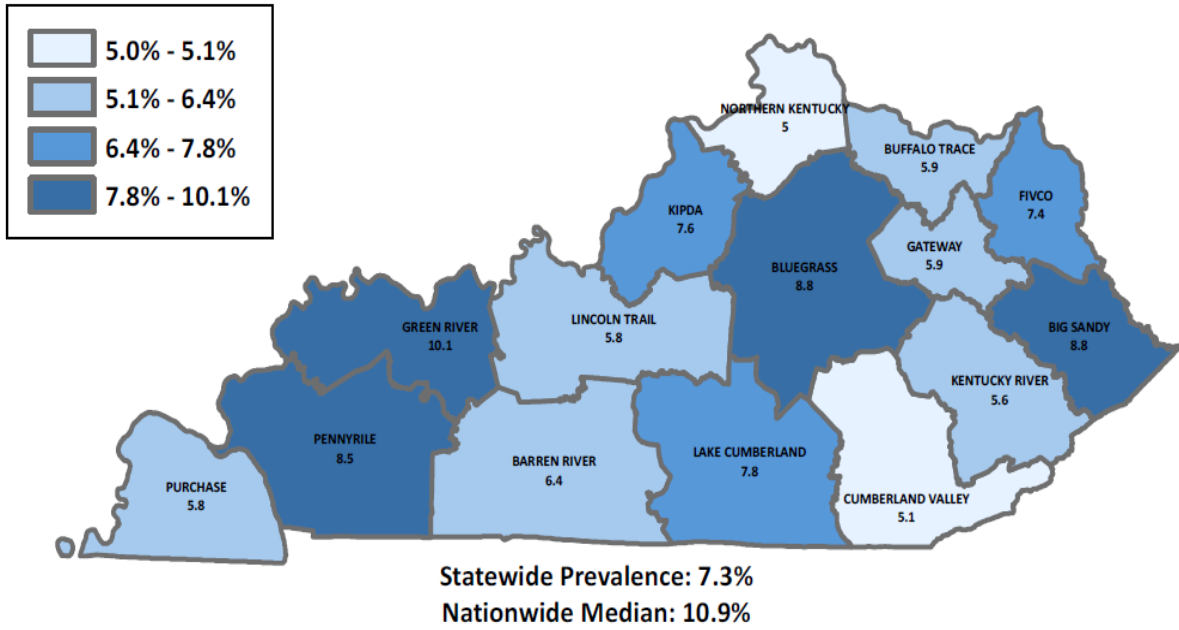 5.0% - 5.1%
5.1% - 6.4%
6.4% - 7.8%
7.8% - 10.1%
NORTHERN KENTUCKY
5
BUFFALO TRACE
5.9
FIVCO
7.4
KIPDA
7.6
GATEWAY
5.9
BLUEGRASS
8.8
LINCOLN TRAIL
5.8
GREEN RIVER
10.1
BIG SANDY
8.8
KENTUCKY RIVER
5.6
PENNYRILE
8.5
BARREN RIVER
6.4
LAKE CUMBERLAND
7.8
PURCHASE
5.8
CUMBERLAND VALLEY
5.1
Statewide Prevalence: 7.3%
Nationwide Median: 10.9%